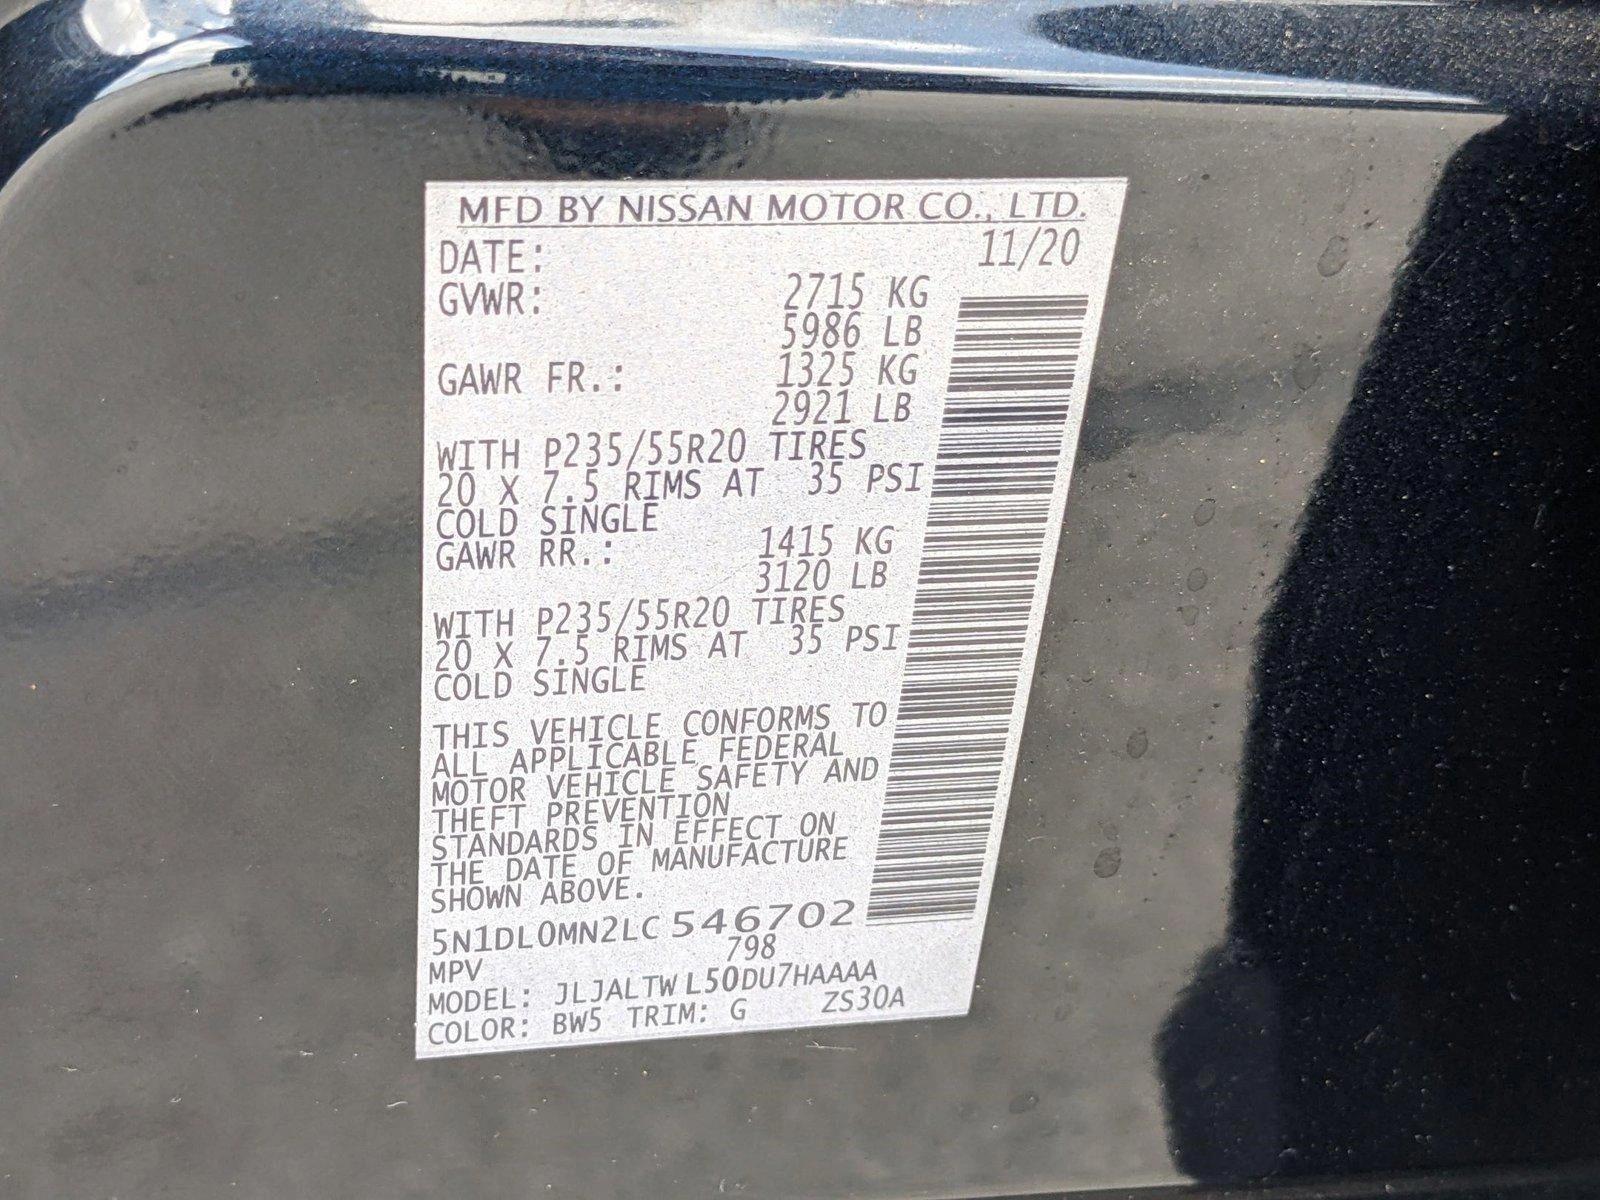 MFD BY NISSAN MOTOR CO., LTD.
DATE: 11/20
GVWR: 2715 KG
5986 LB
GAWR FR.: 1325 KG
2921 LB
WITH P235/55R20 TIRES
20 X 7.5 RIMS AT 35 PSI
COLD SINGLE
GAWR RR.: 1415 KG
3120 LB
WITH P235/55R20 TIRES
20 X 7.5 RIMS AT 35 PSI
COLD SINGLE
THIS VEHICLE CONFORMS TO
ALL APPLICABLE FEDERAL
MOTOR VEHICLE SAFETY AND
THEFT PREVENTION
STANDARDS IN EFFECT ON
THE DATE OF MANUFACTURE
SHOWN ABOVE.
5N1DL0MN2LC 546702
MPV 798
MODEL: JLJALTW L50DU7HAAAA
COLOR: BW5 TRIM: G ZS30A